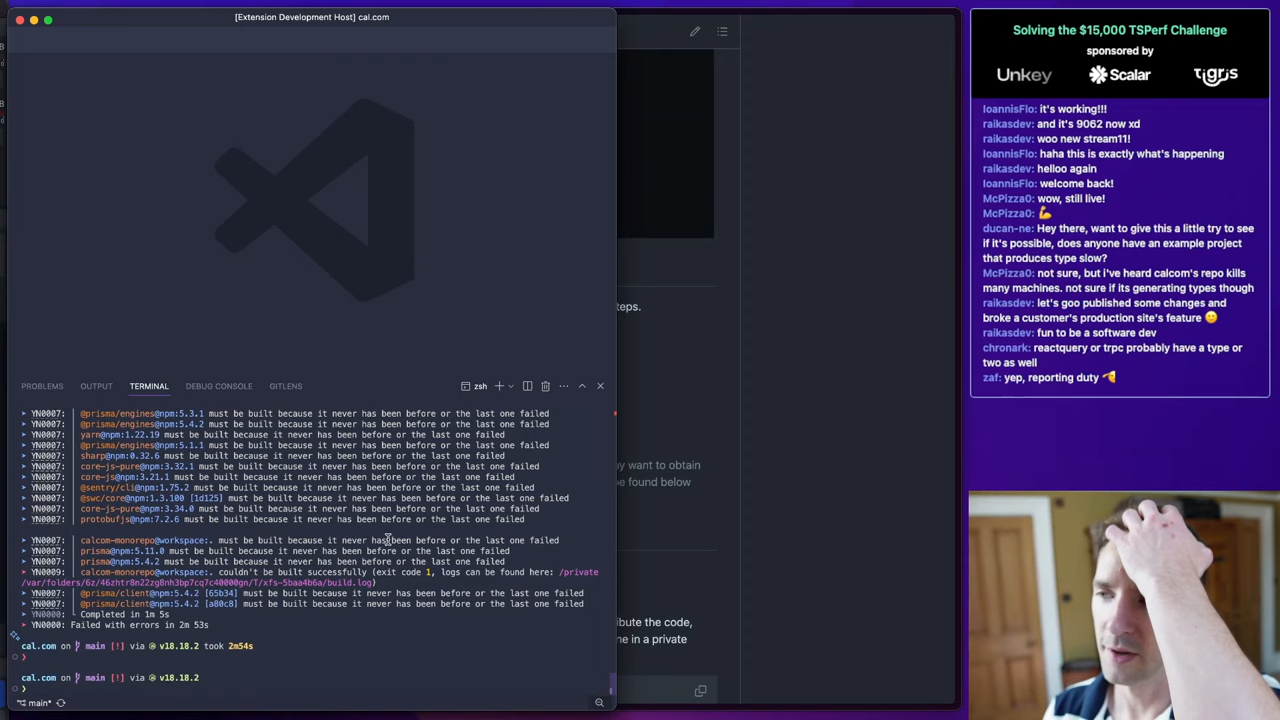 [Extension Development Host] cal.com
PROBLEMS OUTPUT TERMINAL DEBUG CONSOLE GITLENS
zsh
➤ YN0007: │ @prisma/engines@npm:5.3.1 must be built because it never has been before or the last one failed
➤ YN0007: │ @prisma/engines@npm:5.4.2 must be built because it never has been before or the last one failed
➤ YN0007: │ yarn@npm:1.22.19 must be built because it never has been before or the last one failed
➤ YN0007: │ @prisma/engines@npm:5.1.1 must be built because it never has been before or the last one failed
➤ YN0007: │ sharp@npm:0.32.6 must be built because it never has been before or the last one failed
➤ YN0007: │ core-js-pure@npm:3.32.1 must be built because it never has been before or the last one failed
➤ YN0007: │ core-js@npm:3.21.1 must be built because it never has been before or the last one failed
➤ YN0007: │ @sentry/cli@npm:1.75.2 must be built because it never has been before or the last one failed
➤ YN0007: │ @swc/core@npm:1.3.100 [1d125] must be built because it never has been before or the last one failed
➤ YN0007: │ core-js-pure@npm:3.34.0 must be built because it never has been before or the last one failed
➤ YN0007: │ protobufjs@npm:7.2.6 must be built because it never has been before or the last one failed
➤ YN0007: │ calcom-monorepo@workspace:. must be built because it never has been before or the last one failed
➤ YN0007: │ prisma@npm:5.11.0 must be built because it never has been before or the last one failed
➤ YN0007: │ prisma@npm:5.4.2 must be built because it never has been before or the last one failed
➤ YN0009: │ calcom-monorepo@workspace:. couldn't be built successfully (exit code 1, logs can be found here: /private
/var/folders/6z/46zhtr8n22zg8nh3bp7cq7c40000gn/T/xfs-5baa4b6a/build.log)
➤ YN0007: │ @prisma/client@npm:5.4.2 [65b34] must be built because it never has been before or the last one failed
➤ YN0007: │ @prisma/client@npm:5.4.2 [a80c8] must be built because it never has been before or the last one failed
➤ YN0000: └ Completed in 1m 5s
➤ YN0000: Failed with errors in 2m 53s
cal.com on main [!] via v18.18.2 took 2m54s
cal.com on main [!] via v18.18.2
main*
teps.
y want to obtain
be found below
ibute the code,
ne in a private
Solving the $15,000 TSPerf Challenge
sponsored by
Unkey Scalar tigris
IoannisFlo: it's working!!!
raikasdev: and it's 9062 now xd
raikasdev: woo new stream11!
IoannisFlo: haha this is exactly what's happening
raikasdev: helloo again
IoannisFlo: welcome back!
McPizza0: wow, still live!
McPizza0: 💪
ducan-ne: Hey there, want to give this a little try to see
if it's possible, does anyone have an example project
that produces type slow?
McPizza0: not sure, but i've heard calcom's repo kills
many machines. not sure if its generating types though
raikasdev: let's goo published some changes and
broke a customer's production site's feature 🙂
raikasdev: fun to be a software dev
chronark: reactquery or trpc probably have a type or
two as well
zaf: yep, reporting duty 🫡